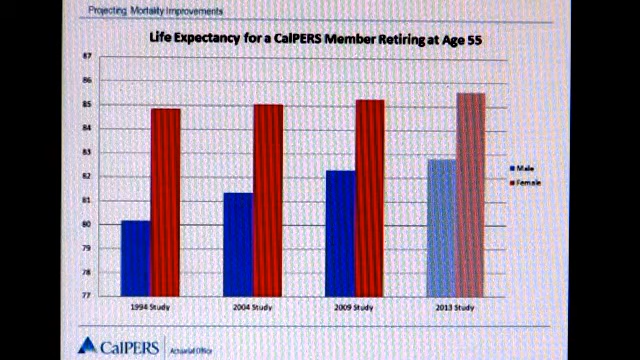 Projecting Mortality Improvements
Life Expectancy for a CalPERS Member Retiring at Age 55
87
86
85
84
83
82
81
80
79
78
77
Male
Female
1994 Study
2004 Study
2009 Study
2013 Study
CalPERS
Actuarial Office